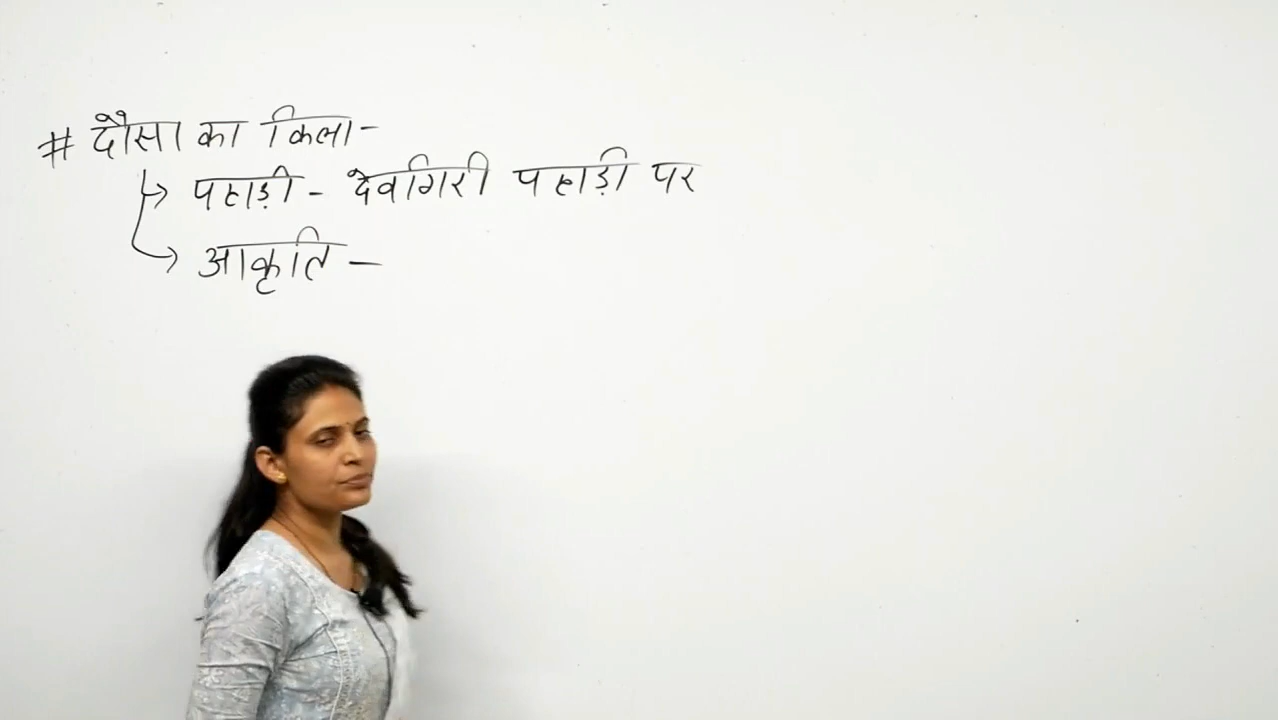 # दौसा का किला-
→ पहाड़ी - देवगिरी पहाड़ी पर
→ आकृति -